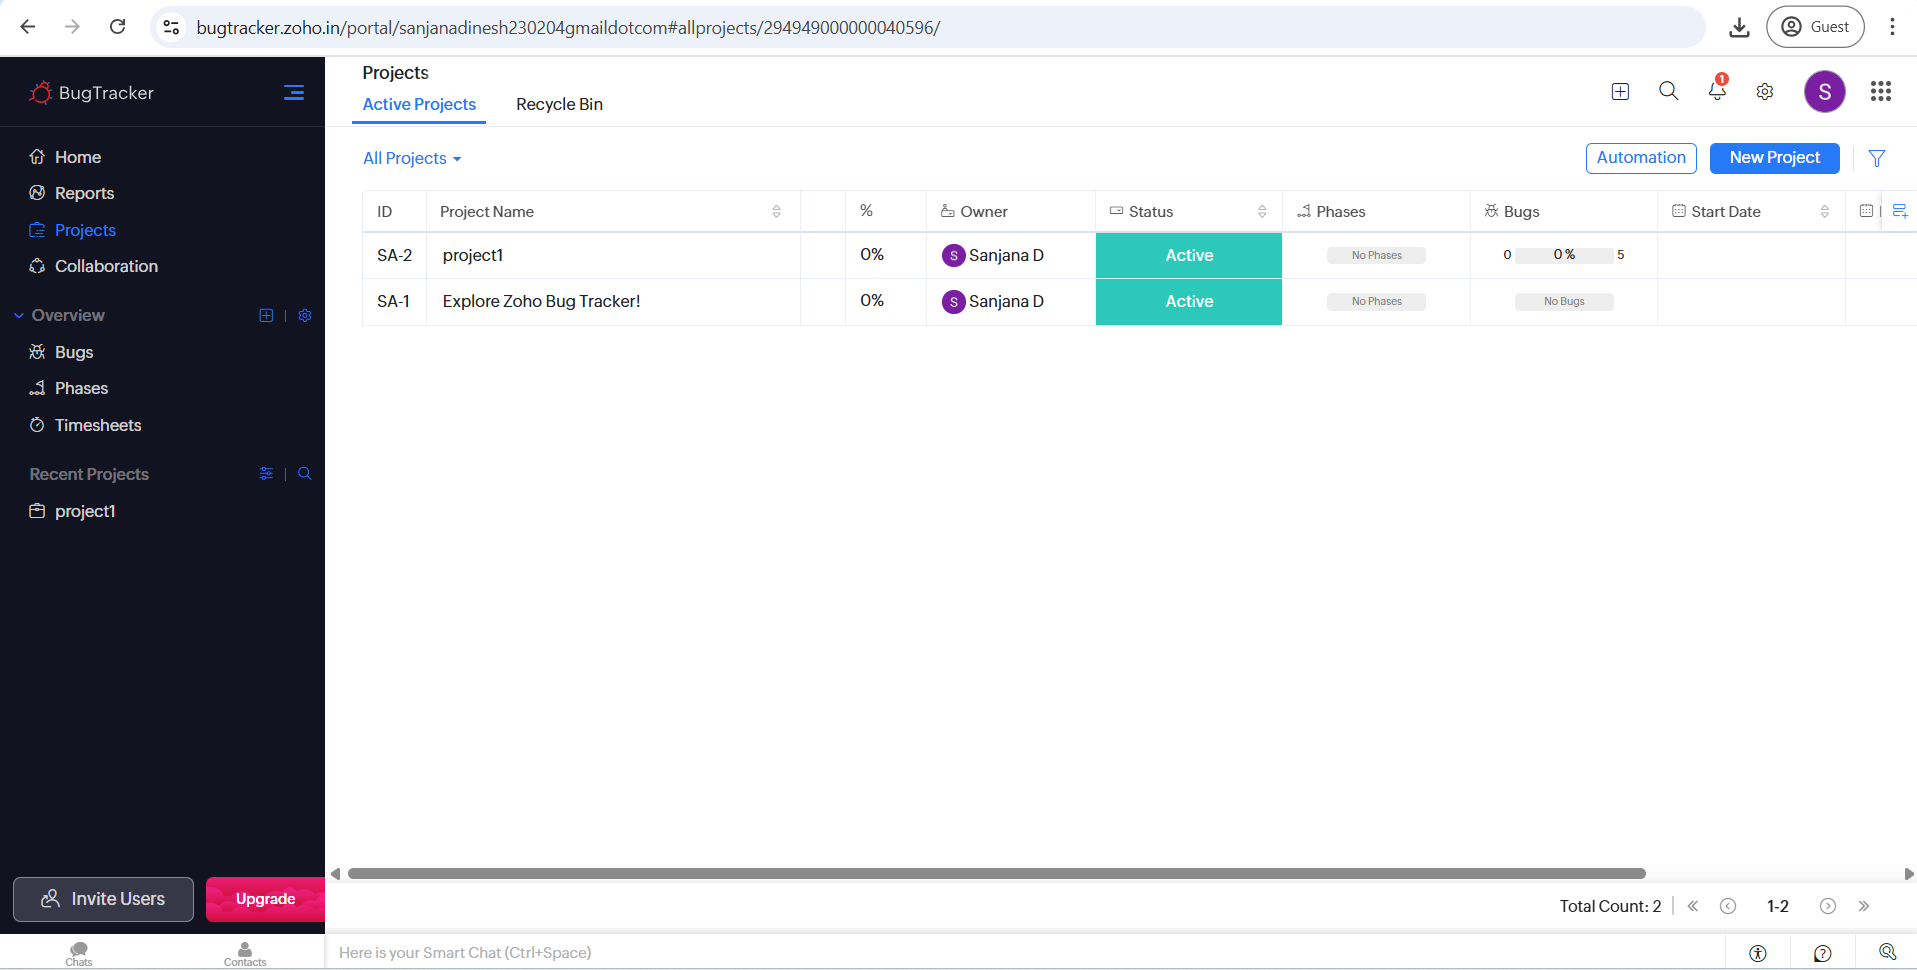 bugtracker.zoho.in/portal/sanjanadinesh230204gmaildotcom#allprojects/294949000000040596/
Guest
BugTracker
Projects
Active Projects
Recycle Bin
1
S
Home
Reports
Projects
Collaboration
Overview
Bugs
Phases
Timesheets
Recent Projects
project1
Invite Users
Upgrade
Chats
Contacts
All Projects
Automation
New Project
ID Project Name % Owner Status Phases Bugs Start Date
SA-2 project1 0% S Sanjana D Active No Phases 0 0 % 5
SA-1 Explore Zoho Bug Tracker! 0% S Sanjana D Active No Phases No Bugs
Total Count: 2
1-2
Here is your Smart Chat (Ctrl+Space)